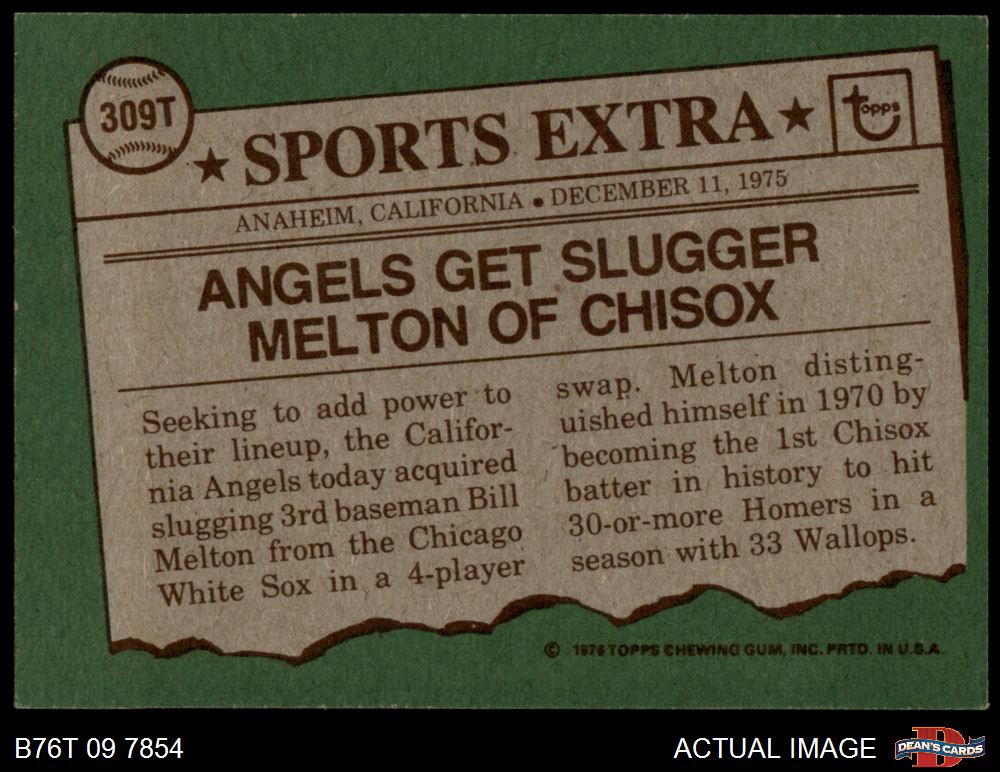 309T
★ SPORTS EXTRA ★
topps
ANAHEIM, CALIFORNIA • DECEMBER 11, 1975
ANGELS GET SLUGGER
MELTON OF CHISOX
Seeking to add power to
their lineup, the Califor-
nia Angels today acquired
slugging 3rd baseman Bill
Melton from the Chicago
White Sox in a 4-player
swap. Melton disting-
uished himself in 1970 by
becoming the 1st Chisox
batter in history to hit
30-or-more Homers in a
season with 33 Wallops.
© 1976 TOPPS CHEWING GUM, INC. PRTD. IN U.S.A.
B76T 09 7854
ACTUAL IMAGE
D
DEAN'S CARDS